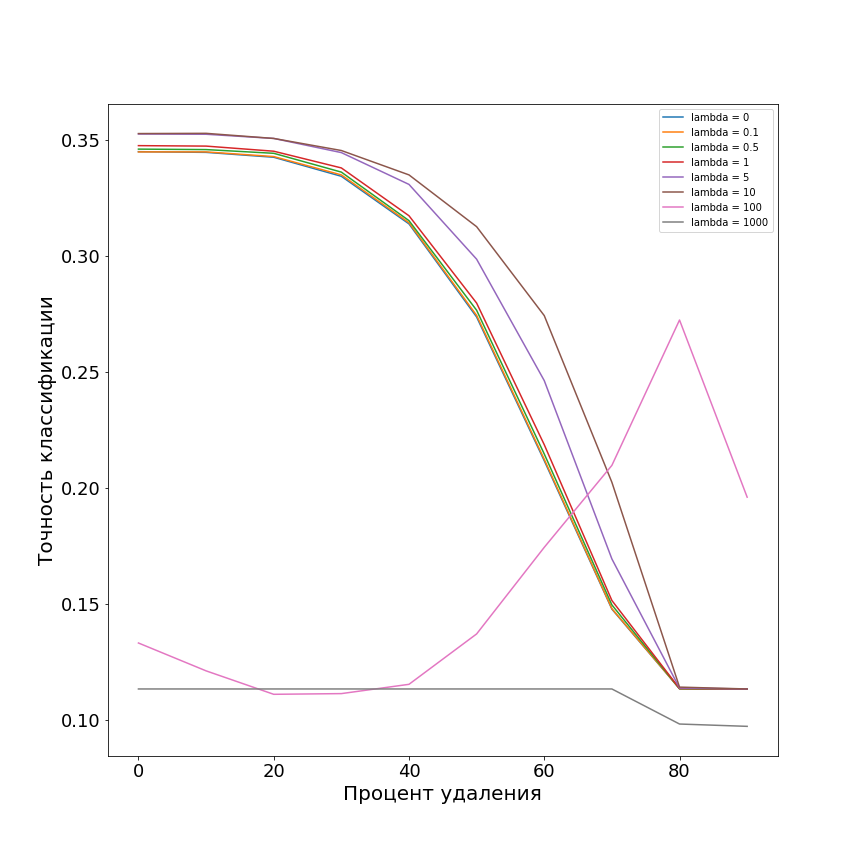 lambda = 0
lambda = 0.1
lambda = 0.5
lambda = 1
lambda = 5
lambda = 10
lambda = 100
lambda = 1000
Точность классификации
0.35
0.30
0.25
0.20
0.15
0.10
0 20 40 60 80
Процент удаления